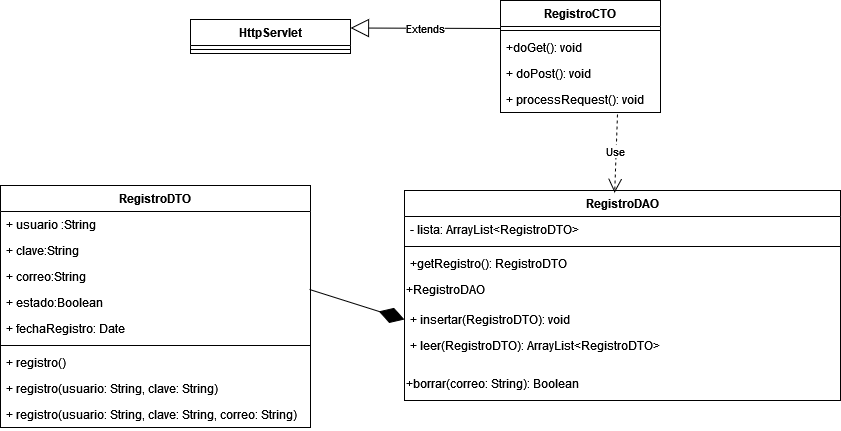 RegistroCTO
HttpServlet
Extends
+doGet(): void
+ doPost(): void
+ processRequest(): void
Use
RegistroDTO
+ usuario :String
+ clave:String
+ correo:String
+ estado:Boolean
+ fechaRegistro: Date
+ registro()
+ registro(usuario: String, clave: String)
+ registro(usuario: String, clave: String, correo: String)
RegistroDAO
- lista: ArrayList<RegistroDTO>
+getRegistro(): RegistroDTO
+RegistroDAO
+ insertar(RegistroDTO): void
+ leer(RegistroDTO): ArrayList<RegistroDTO>
+borrar(correo: String): Boolean